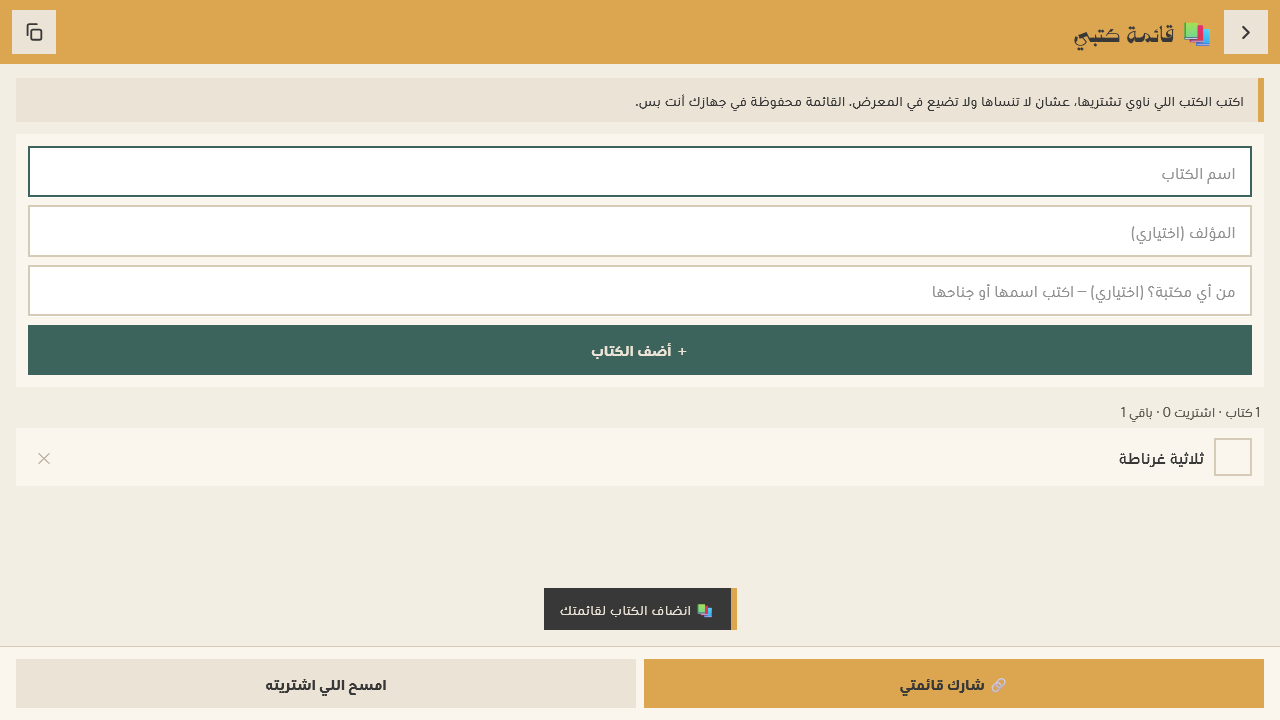 📚 قائمة كتبي
اكتب الكتب اللي ناوي تشتريها، عشان لا تنساها ولا تضيع في المعرض. القائمة محفوظة في جهازك أنت بس.
اسم الكتاب
المؤلف (اختياري)
من أي مكتبة؟ (اختياري) — اكتب اسمها أو جناحها
+ أضف الكتاب
1 كتاب · اشتريت 0 · باقي 1
ثلاثية غرناطة
📚 انضاف الكتاب لقائمتك
🔗 شارك قائمتي
امسح اللي اشتريته